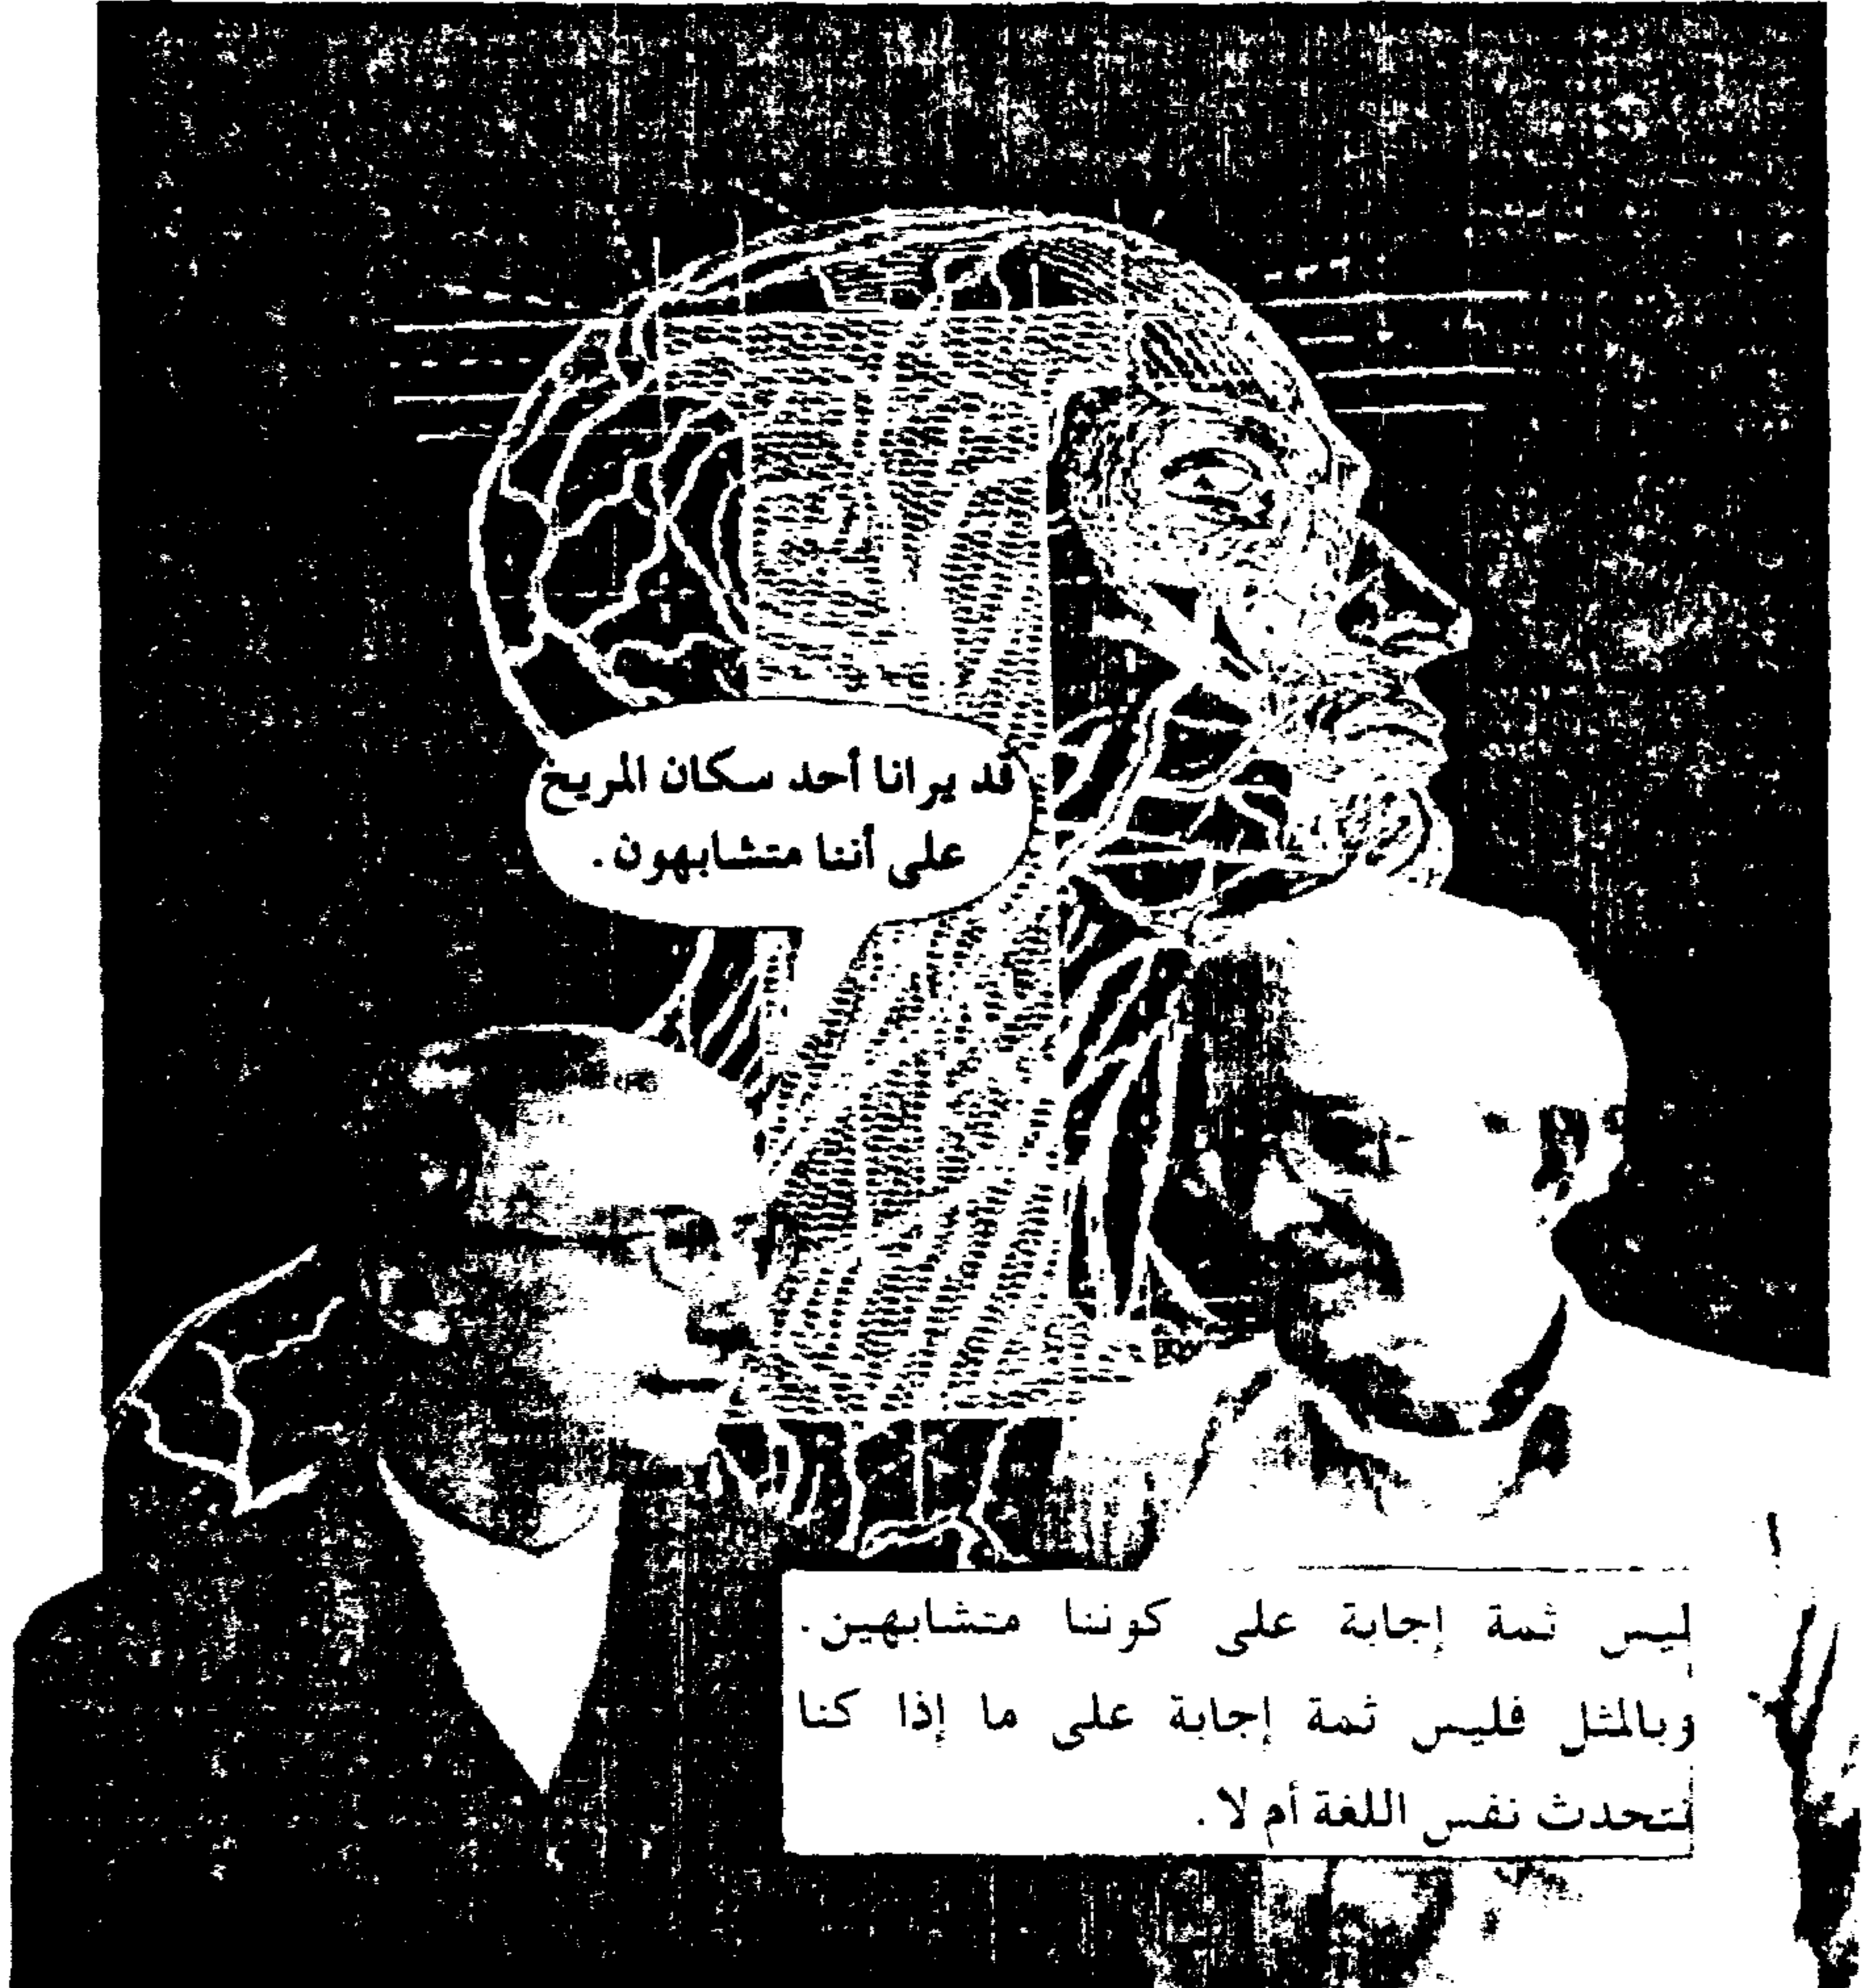 قد يرانا أحد سكان المريخ
على أننا متشابهون.
ليس ثمة إجابة على كوننا متشابهين.
وبالمثل فليس ثمة إجابة على ما إذا كنا
نتحدث نفس اللغة أم لا.